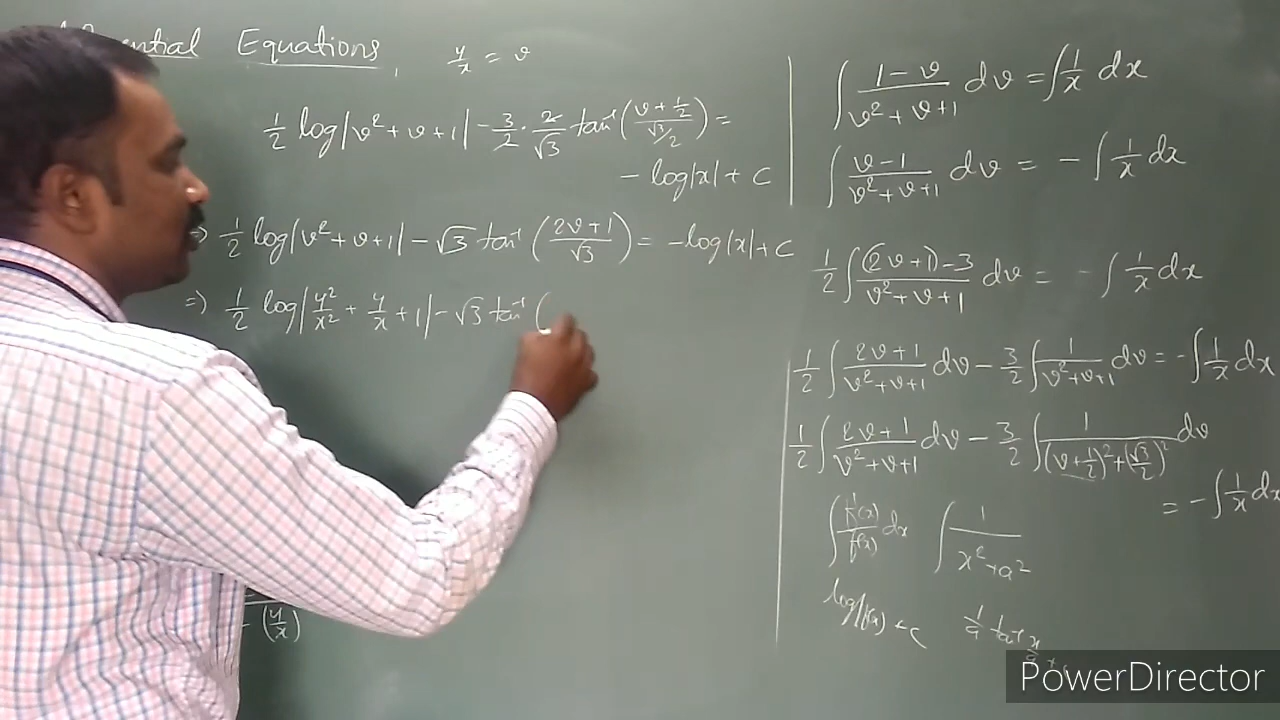 Equations, y/x = v
1/2 log|v² + v + 1| - 3/2 · 2/√3 tan⁻¹((v + 1/2)/(√3/2)) =
- log|x| + C
⇒ 1/2 log|v² + v + 1| - √3 tan⁻¹((2v + 1)/√3) = - log|x| + C
⇒ 1/2 log|y²/x² + y/x + 1| - √3 tan⁻¹(
- (y/x)
∫ (1 - v)/(v² + v + 1) dv = ∫ 1/x dx
∫ (v - 1)/(v² + v + 1) dv = - ∫ 1/x dx
1/2 ∫ ((2v + 1) - 3)/(v² + v + 1) dv = - ∫ 1/x dx
1/2 ∫ (2v + 1)/(v² + v + 1) dv - 3/2 ∫ 1/(v² + v + 1) dv = - ∫ 1/x dx
1/2 ∫ (2v + 1)/(v² + v + 1) dv - 3/2 ∫ 1/((v + 1/2)² + (√3/2)²) dv
= - ∫ 1/x dx
∫ f'(x)/f(x) dx ∫ 1/(x² + a²)
log|f(x)| + C 1/a tan⁻¹ x/a +
PowerDirector